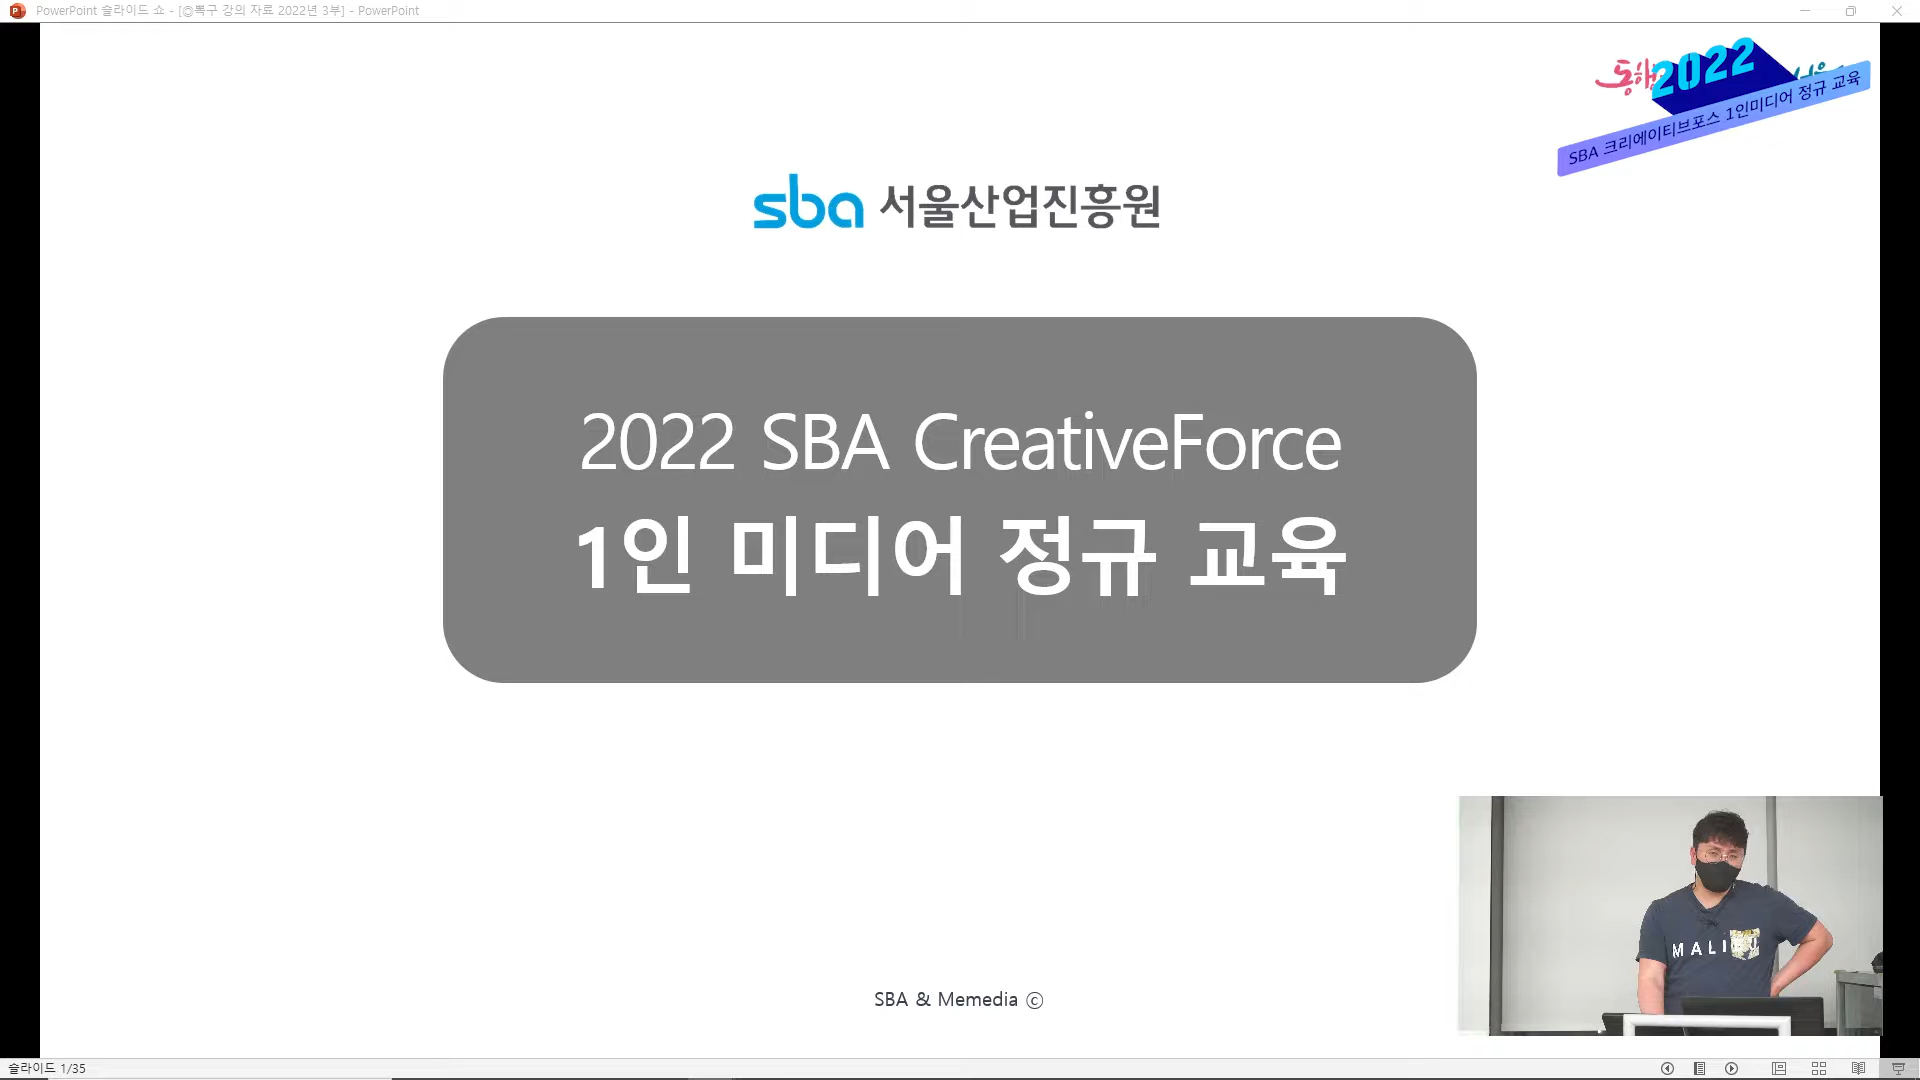 PowerPoint 슬라이드 쇼 - [◎뽁구 강의 자료 2022년 3부] - PowerPoint
2022
SBA 크리에이티브포스 1인미디어 정규 교육
sba 서울산업진흥원
2022 SBA CreativeForce
1인 미디어 정규 교육
SBA & Memedia ⓒ
슬라이드 1/35